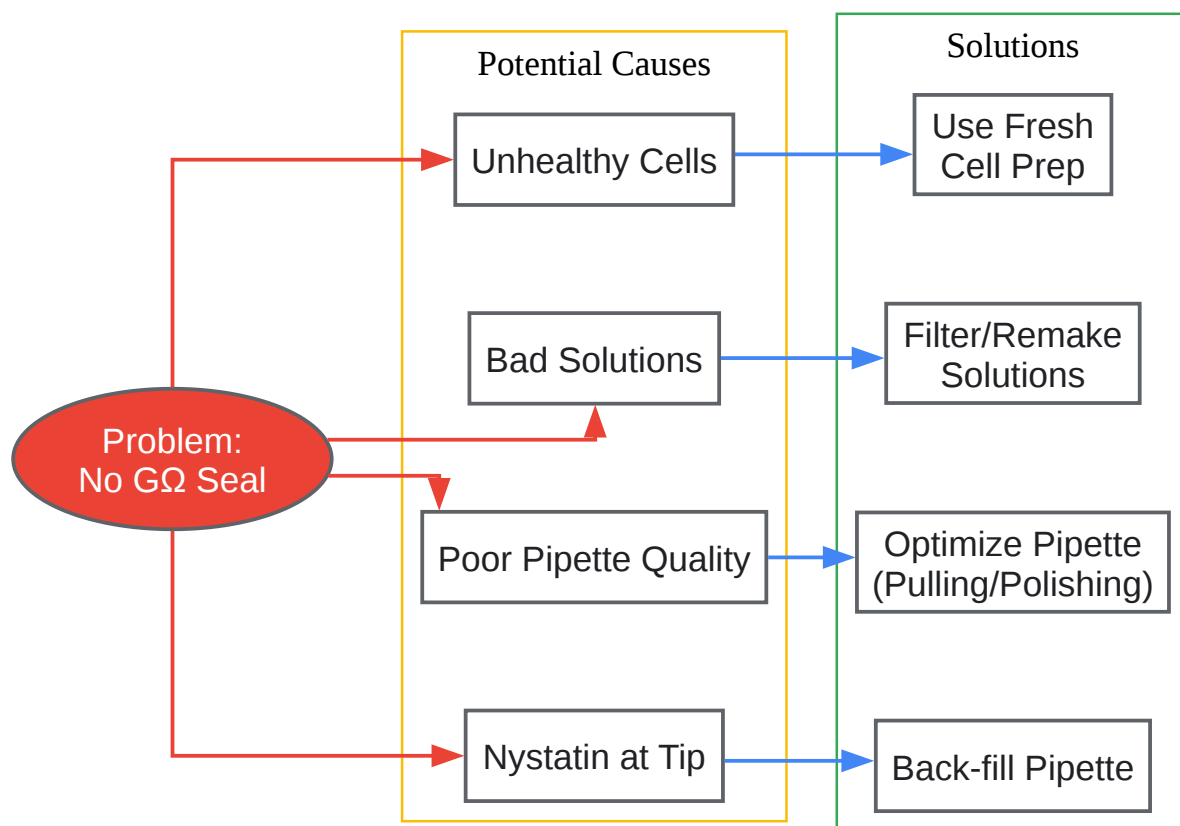 Potential Causes
Solutions
Unhealthy Cells
Use Fresh
Cell Prep
Bad Solutions
Filter/Remake
Solutions
Problem:
No GΩ Seal
Poor Pipette Quality
Optimize Pipette
(Pulling/Polishing)
Nystatin at Tip
Back-fill Pipette